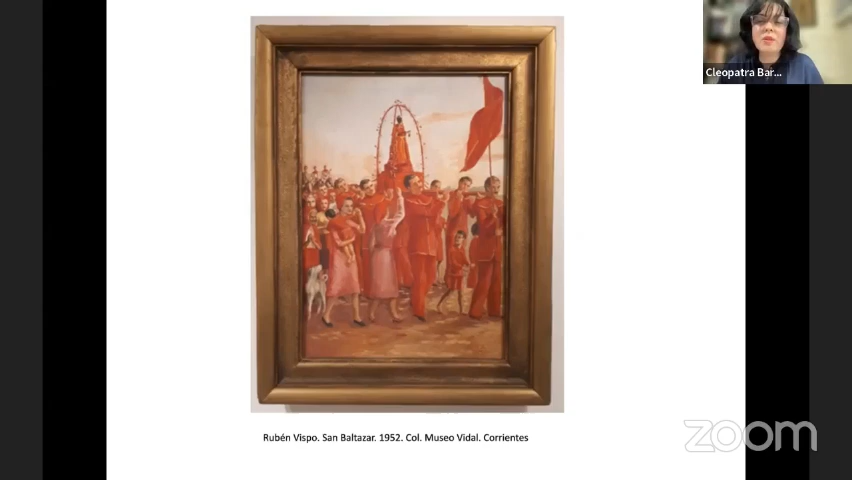 Cleopatra Bar...
Rubén Vispo. San Baltazar. 1952. Col. Museo Vidal. Corrientes
zoom